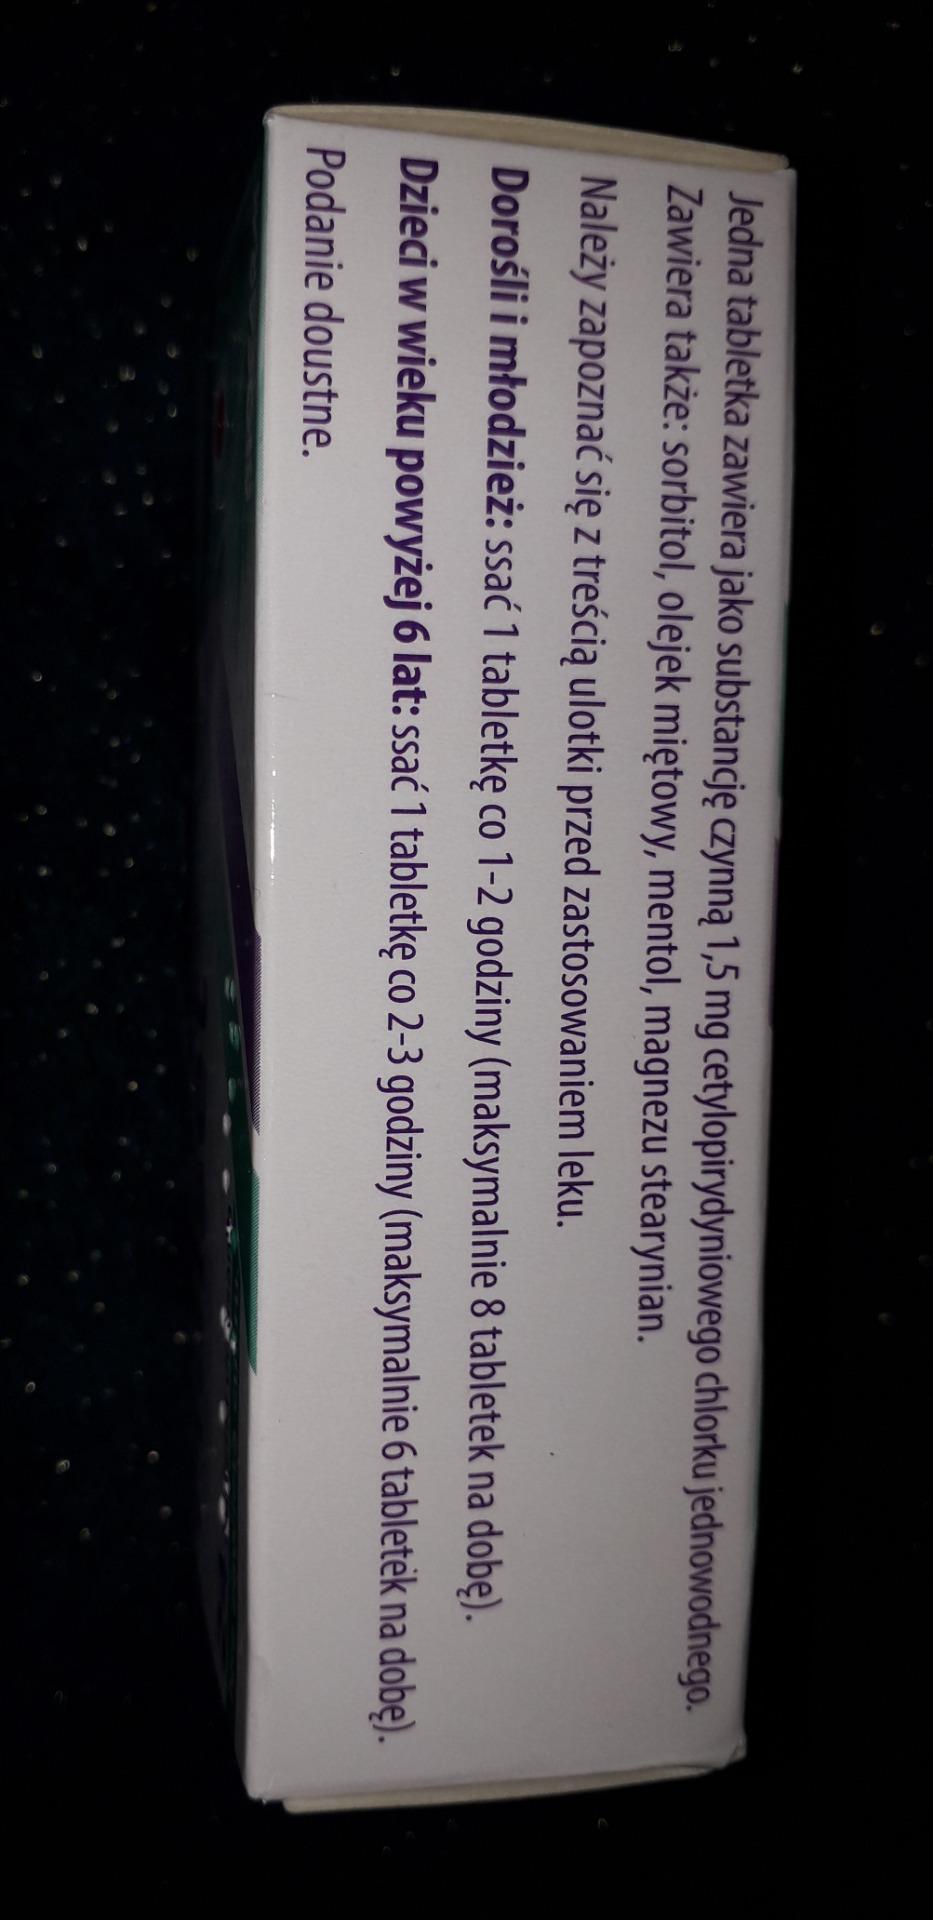 Jedna tabletka zawiera jako substancję czynną 1,5 mg cetylopirydyniowego chlorku jednowodnego.
Zawiera także: sorbitol, olejek miętowy, mentol, magnezu stearynian.
Należy zapoznać się z treścią ulotki przed zastosowaniem leku.
Dorośli i młodzież: ssać 1 tabletkę co 1-2 godziny (maksymalnie 8 tabletek na dobę).
Dzieci w wieku powyżej 6 lat: ssać 1 tabletkę co 2-3 godziny (maksymalnie 6 tabletek na dobę).
Podanie doustne.